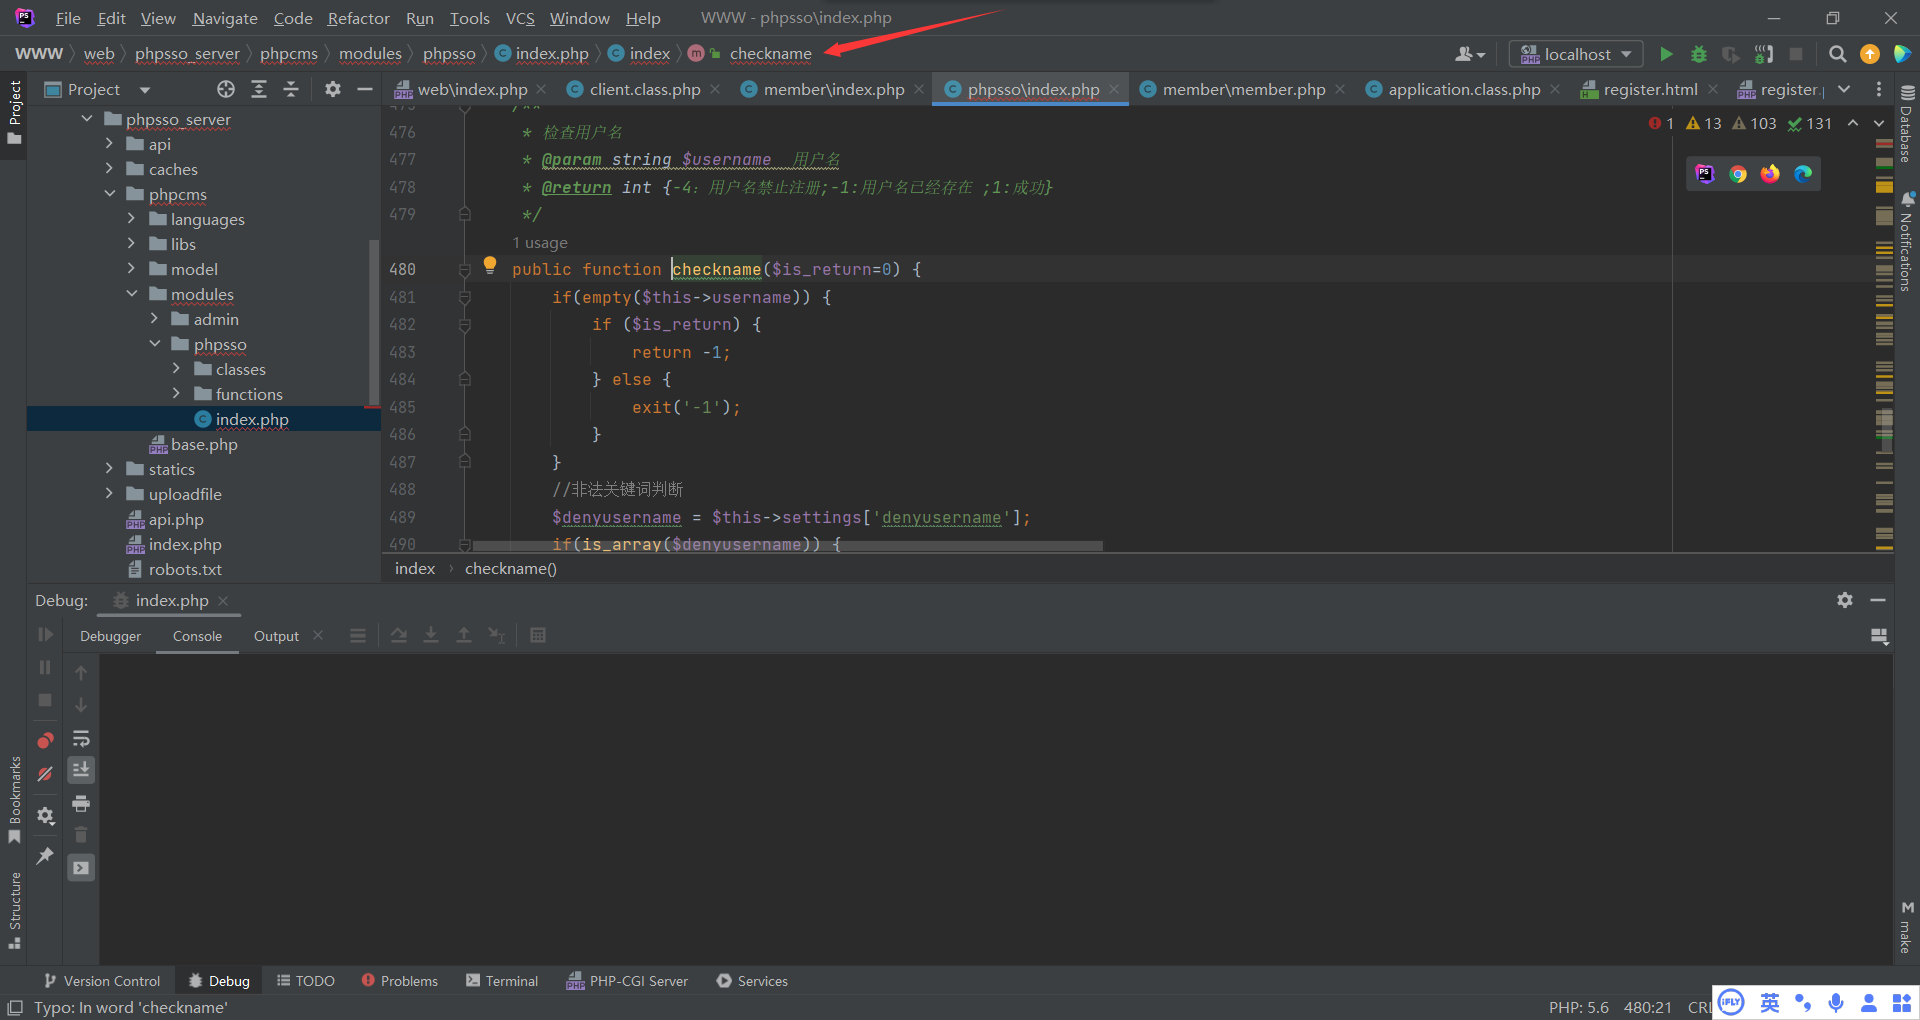 File Edit View Navigate Code Refactor Run Tools VCS Window Help WWW - phpsso\index.php
WWW web phpsso_server phpcms modules phpsso index.php index checkname localhost
Project
Project
web\index.php client.class.php member\index.php phpsso\index.php member\member.php application.class.php register.html register.
phpsso_server
api
caches
phpcms
languages
libs
model
modules
admin
phpsso
classes
functions
index.php
base.php
statics
uploadfile
api.php
index.php
robots.txt
1 13 103 131
/**
476 * 检查用户名
477 * @param string $username 用户名
478 * @return int {-4：用户名禁止注册;-1:用户名已经存在 ;1:成功}
479 */
1 usage
480 public function checkname($is_return=0) {
481 if(empty($this->username)) {
482 if ($is_return) {
483 return -1;
484 } else {
485 exit('-1');
486 }
487 }
488 //非法关键词判断
489 $denyusername = $this->settings['denyusername'];
490 if(is_array($denyusername)) {
index › checkname()
Database
Notifications
make
Debug: index.php
Debugger Console Output
Bookmarks
Structure
Version Control Debug TODO Problems Terminal PHP-CGI Server Services
Typo: In word 'checkname' PHP: 5.6 480:21
iFLY 英